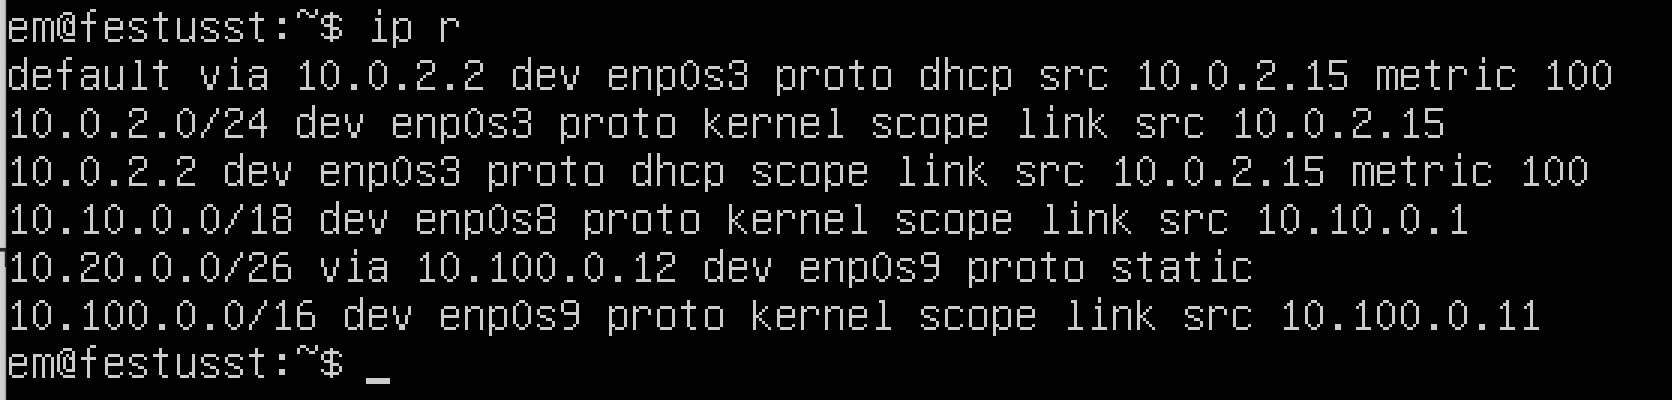 em@festusst:~$ ip r
default via 10.0.2.2 dev enp0s3 proto dhcp src 10.0.2.15 metric 100
10.0.2.0/24 dev enp0s3 proto kernel scope link src 10.0.2.15
10.0.2.2 dev enp0s3 proto dhcp scope link src 10.0.2.15 metric 100
10.10.0.0/18 dev enp0s8 proto kernel scope link src 10.10.0.1
10.20.0.0/26 via 10.100.0.12 dev enp0s9 proto static
10.100.0.0/16 dev enp0s9 proto kernel scope link src 10.100.0.11
em@festusst:~$ _